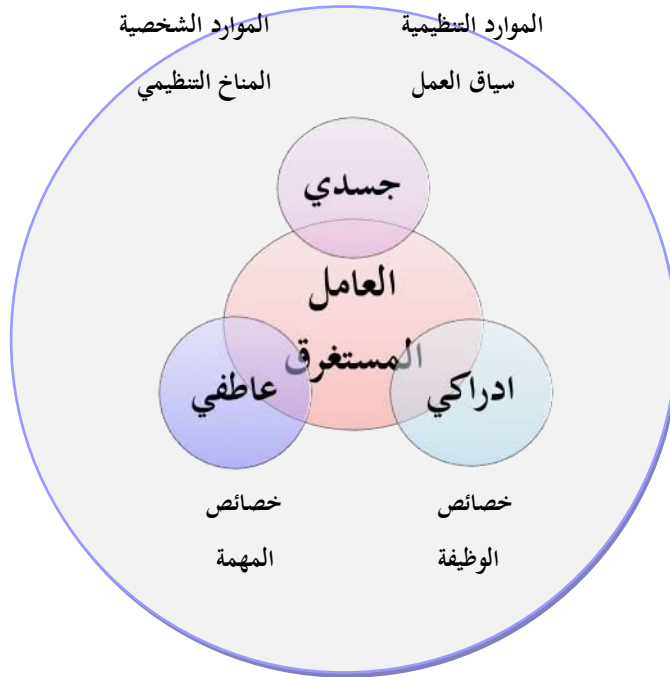 الموارد التنظيمية
الموارد الشخصية
سياق العمل
المناخ التنظيمي
جسدي
العامل
المستغرق
ادراكي
عاطفي
خصائص
الوظيفة
خصائص
المهمة